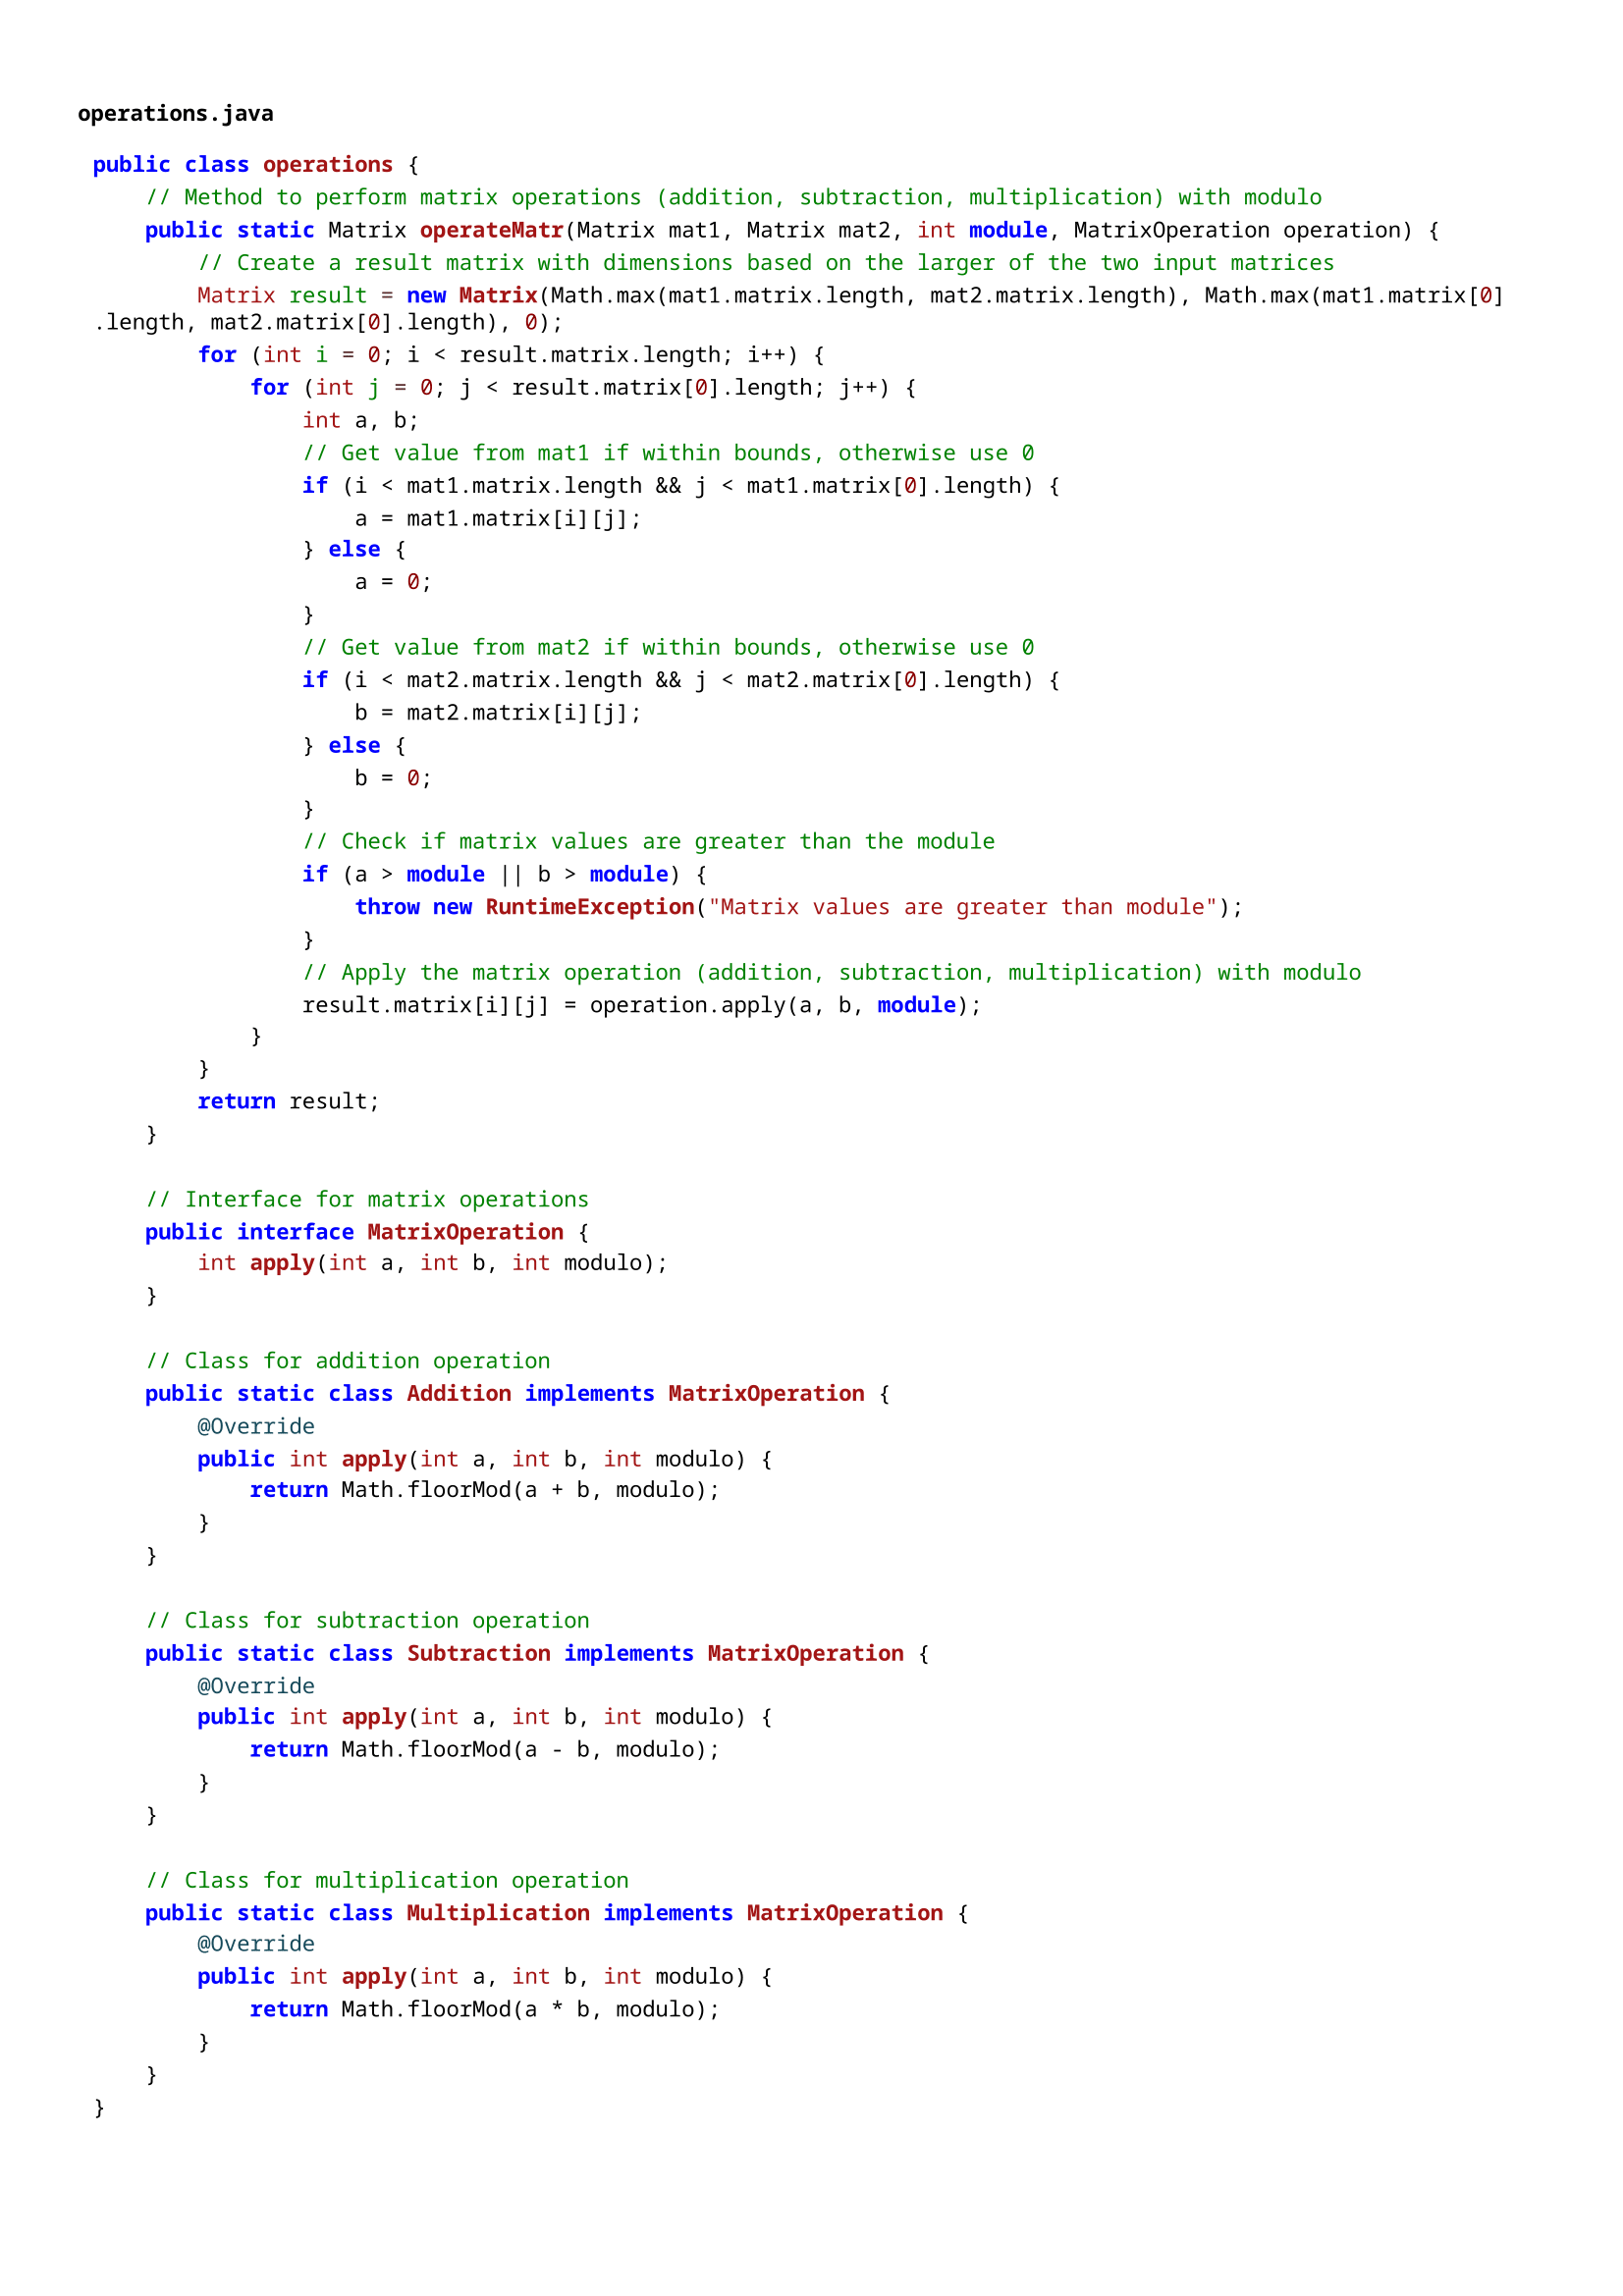 operations.java
public class operations {
    // Method to perform matrix operations (addition, subtraction, multiplication) with modulo
    public static Matrix operateMatr(Matrix mat1, Matrix mat2, int module, MatrixOperation operation) {
        // Create a result matrix with dimensions based on the larger of the two input matrices
        Matrix result = new Matrix(Math.max(mat1.matrix.length, mat2.matrix.length), Math.max(mat1.matrix[0]
.length, mat2.matrix[0].length), 0);
        for (int i = 0; i < result.matrix.length; i++) {
            for (int j = 0; j < result.matrix[0].length; j++) {
                int a, b;
                // Get value from mat1 if within bounds, otherwise use 0
                if (i < mat1.matrix.length && j < mat1.matrix[0].length) {
                    a = mat1.matrix[i][j];
                } else {
                    a = 0;
                }
                // Get value from mat2 if within bounds, otherwise use 0
                if (i < mat2.matrix.length && j < mat2.matrix[0].length) {
                    b = mat2.matrix[i][j];
                } else {
                    b = 0;
                }
                // Check if matrix values are greater than the module
                if (a > module || b > module) {
                    throw new RuntimeException("Matrix values are greater than module");
                }
                // Apply the matrix operation (addition, subtraction, multiplication) with modulo
                result.matrix[i][j] = operation.apply(a, b, module);
            }
        }
        return result;
    }

    // Interface for matrix operations
    public interface MatrixOperation {
        int apply(int a, int b, int modulo);
    }

    // Class for addition operation
    public static class Addition implements MatrixOperation {
        @Override
        public int apply(int a, int b, int modulo) {
            return Math.floorMod(a + b, modulo);
        }
    }

    // Class for subtraction operation
    public static class Subtraction implements MatrixOperation {
        @Override
        public int apply(int a, int b, int modulo) {
            return Math.floorMod(a - b, modulo);
        }
    }

    // Class for multiplication operation
    public static class Multiplication implements MatrixOperation {
        @Override
        public int apply(int a, int b, int modulo) {
            return Math.floorMod(a * b, modulo);
        }
    }
}